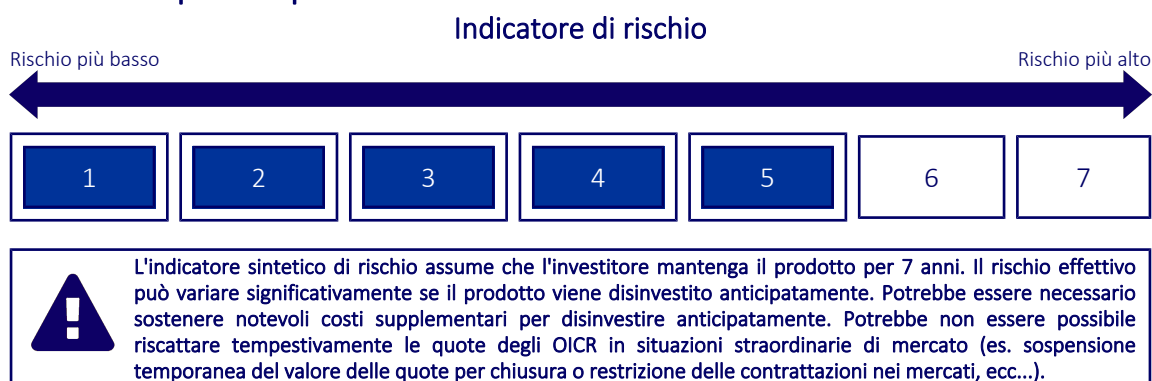 Indicatore di rischio
Rischio più basso Rischio più alto
1 2 3 4 5 6 7
L'indicatore sintetico di rischio assume che l'investitore mantenga il prodotto per 7 anni. Il rischio effettivo
può variare significativamente se il prodotto viene disinvestito anticipatamente. Potrebbe essere necessario
sostenere notevoli costi supplementari per disinvestire anticipatamente. Potrebbe non essere possibile
riscattare tempestivamente le quote degli OICR in situazioni straordinarie di mercato (es. sospensione
temporanea del valore delle quote per chiusura o restrizione delle contrattazioni nei mercati, ecc...).